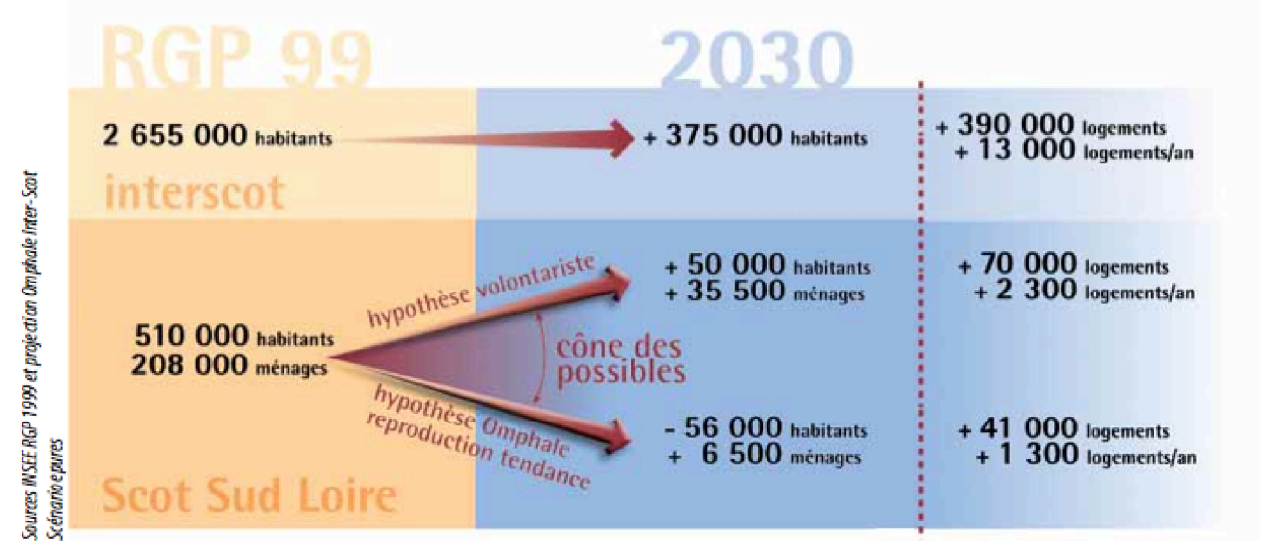 RGP 99
2030
2 655 000 habitants
+ 375 000 habitants
+ 390 000 logements
+ 13 000 logements/an
interscot
hypothèse volontariste
+ 50 000 habitants
+ 35 500 ménages
+ 70 000 logements
+ 2 300 logements/an
510 000 habitants
208 000 ménages
cône des
possibles
hypothèse Omphale
reproduction tendance
- 56 000 habitants
+ 6 500 ménages
+ 41 000 logements
+ 1 300 logements/an
Scot Sud Loire
Sources INSEE RGP 1999 et projection Omphale Inter-Scot
Scénario epures